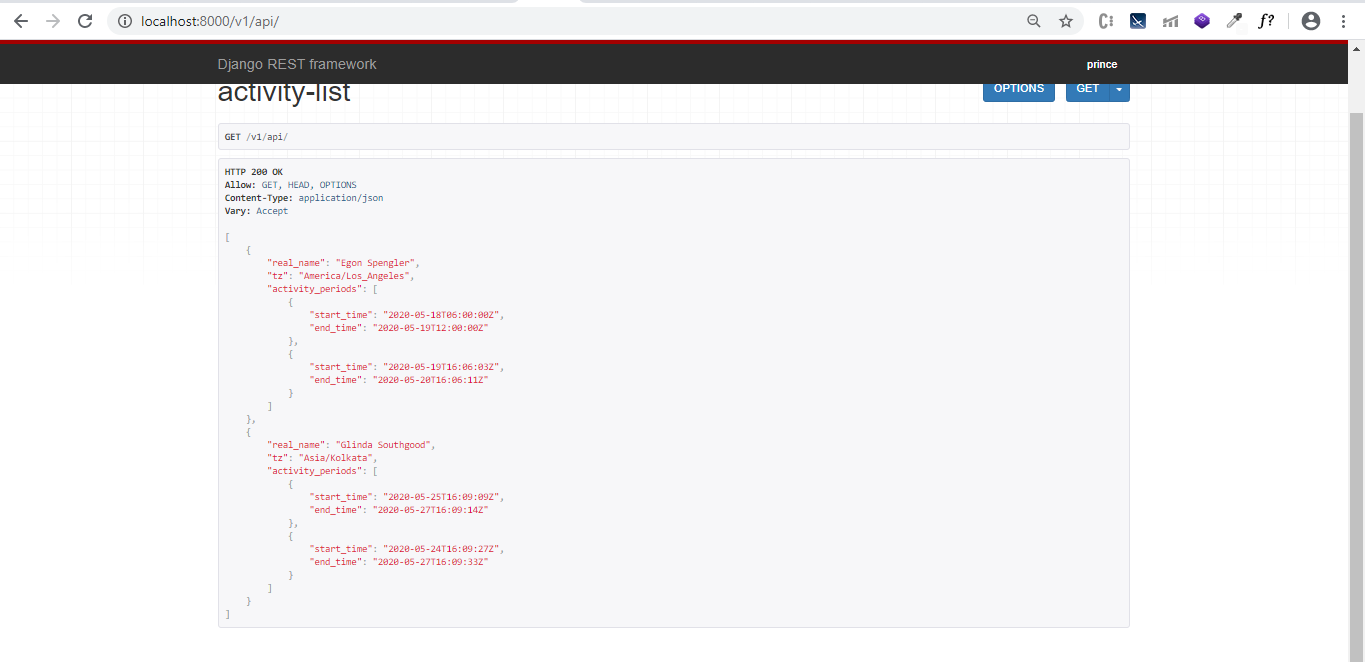 localhost:8000/v1/api/
f?
Django REST framework
prince
activity-list
OPTIONS
GET
GET /v1/api/
HTTP 200 OK
Allow: GET, HEAD, OPTIONS
Content-Type: application/json
Vary: Accept
[
    {
        "real_name": "Egon Spengler",
        "tz": "America/Los_Angeles",
        "activity_periods": [
            {
                "start_time": "2020-05-18T06:00:00Z",
                "end_time": "2020-05-19T12:00:00Z"
            },
            {
                "start_time": "2020-05-19T16:06:03Z",
                "end_time": "2020-05-20T16:06:11Z"
            }
        ]
    },
    {
        "real_name": "Glinda Southgood",
        "tz": "Asia/Kolkata",
        "activity_periods": [
            {
                "start_time": "2020-05-25T16:09:09Z",
                "end_time": "2020-05-27T16:09:14Z"
            },
            {
                "start_time": "2020-05-24T16:09:27Z",
                "end_time": "2020-05-27T16:09:33Z"
            }
        ]
    }
]